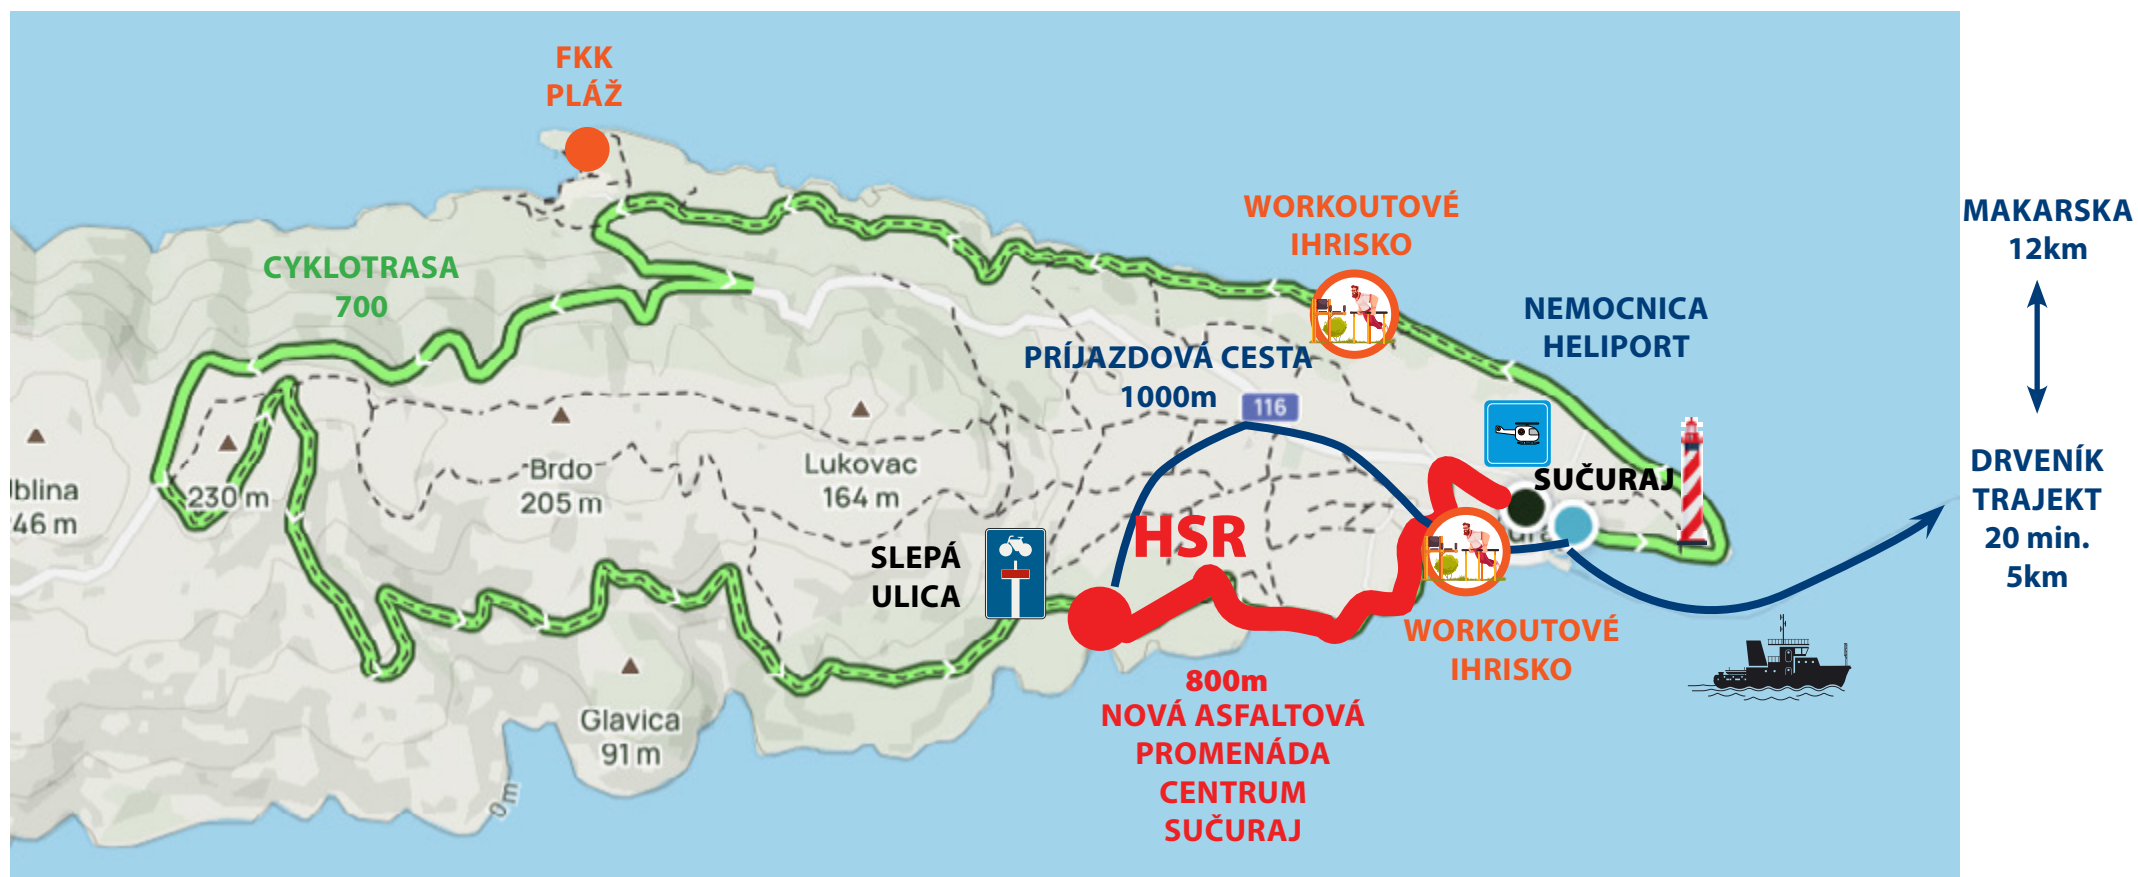 FKK
PLÁŽ
CYKLOTRASA
700
WORKOUTOVÉ
IHRISKO
NEMOCNICA
HELIPORT
MAKARSKA
12km
PRÍJAZDOVÁ CESTA
1000m
116
SUČURAJ
DRVENÍK
TRAJEKT
20 min.
5km
230 m
Brdo
205 m
Lukovac
164 m
46 m
SLEPÁ
ULICA
HSR
WORKOUTOVÉ
IHRISKO
Glavica
91 m
0 m
800m
NOVÁ ASFALTOVÁ
PROMENÁDA
CENTRUM
SUČURAJ